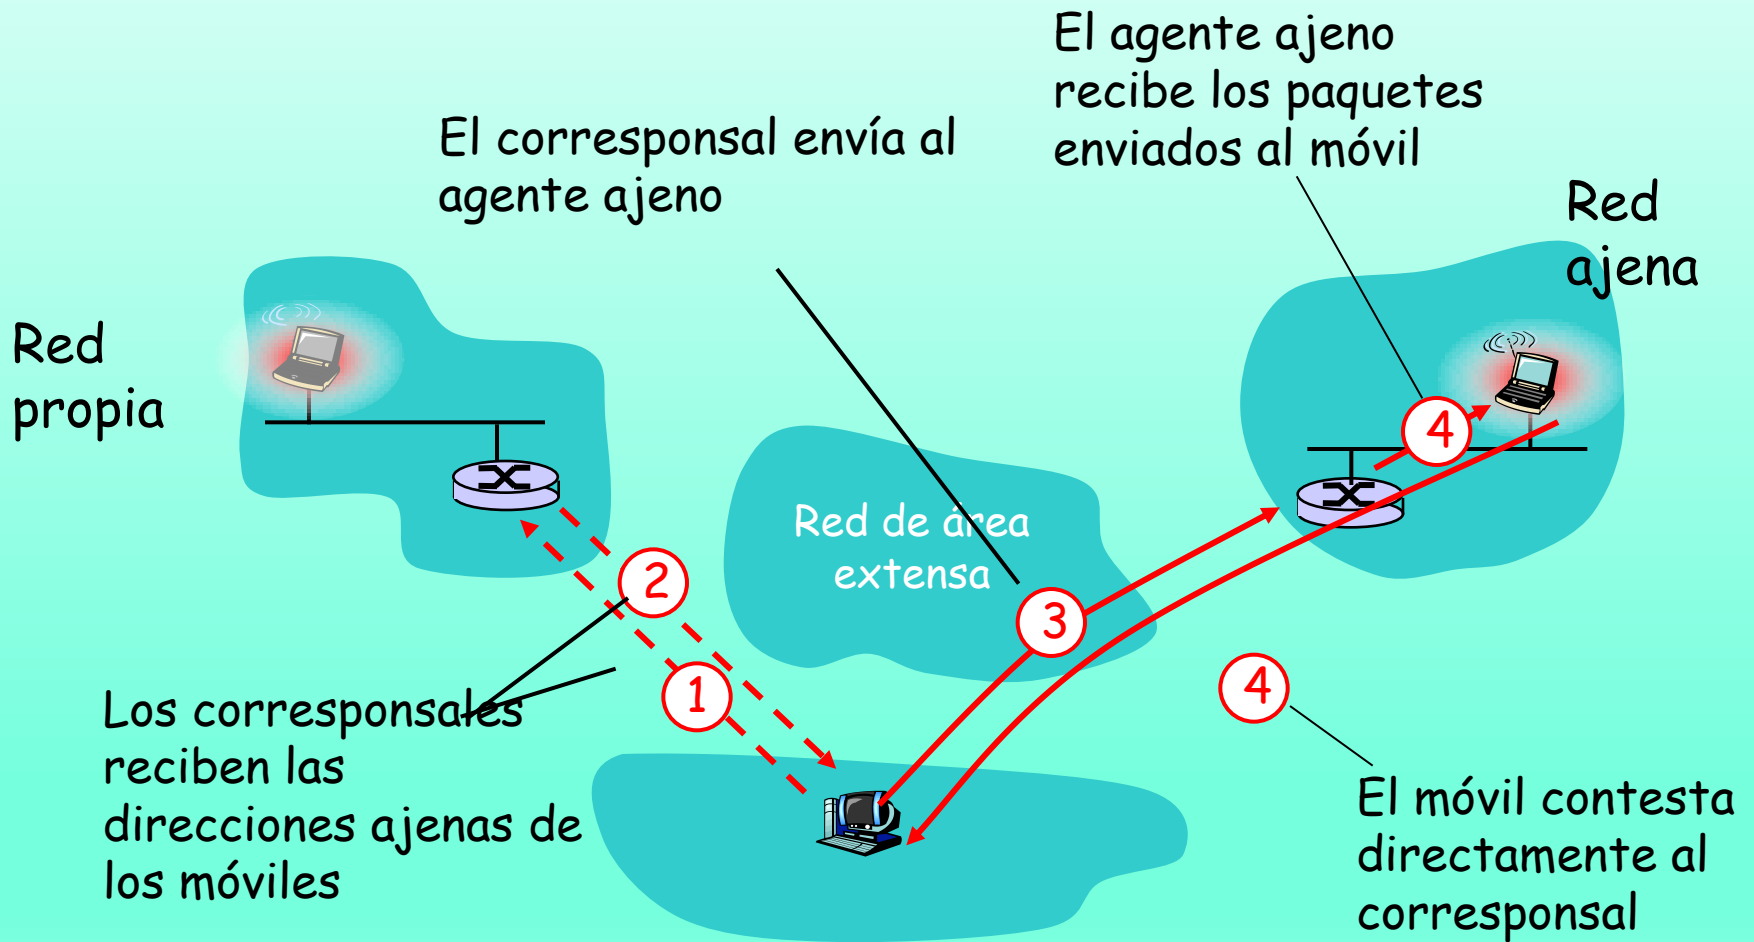 El agente ajeno
recibe los paquetes
enviados al móvil
El corresponsal envía al
agente ajeno
Red
ajena
Red
propia
4
Red de área
extensa
2
3
1
4
Los corresponsales
reciben las
direcciones ajenas de
los móviles
El móvil contesta
directamente al
corresponsal